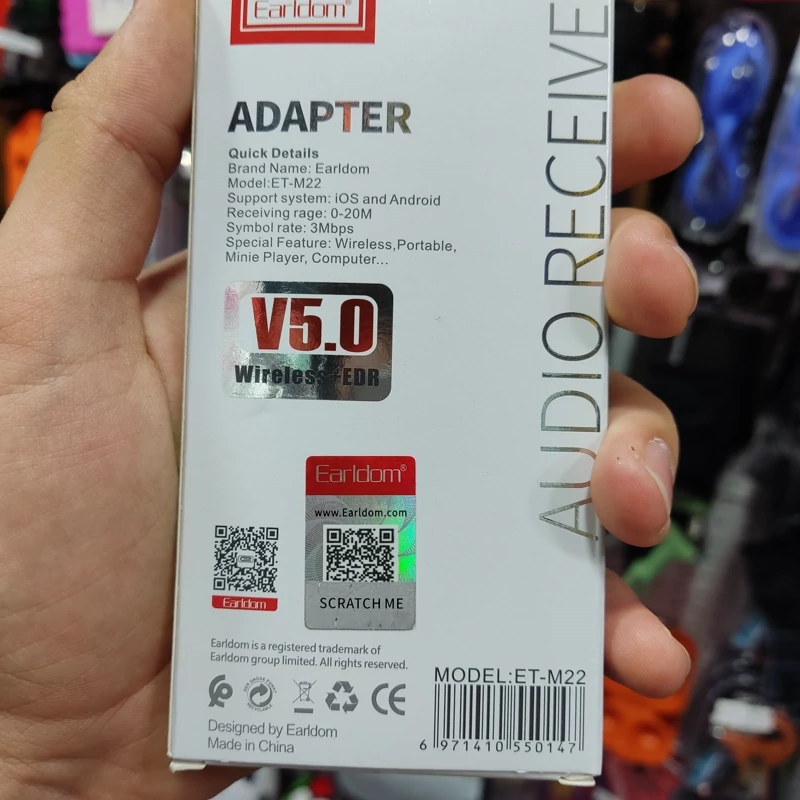 Earldom®
ADAPTER
Quick Details
Brand Name: Earldom
Model:ET-M22
Support system: iOS and Android
Receiving rage: 0-20M
Symbol rate: 3Mbps
Special Feature: Wireless,Portable,
Minie Player, Computer...
V5.0
Wireless+EDR
AUDIO RECEIVE
Earldom®
www.Earldom.com
SCRATCH ME
Earldom
Earldom is a registered trademark of
Earldom group limited. All rights reserved.
CE
Designed by Earldom
Made in China
MODEL:ET-M22
6 971410 550147